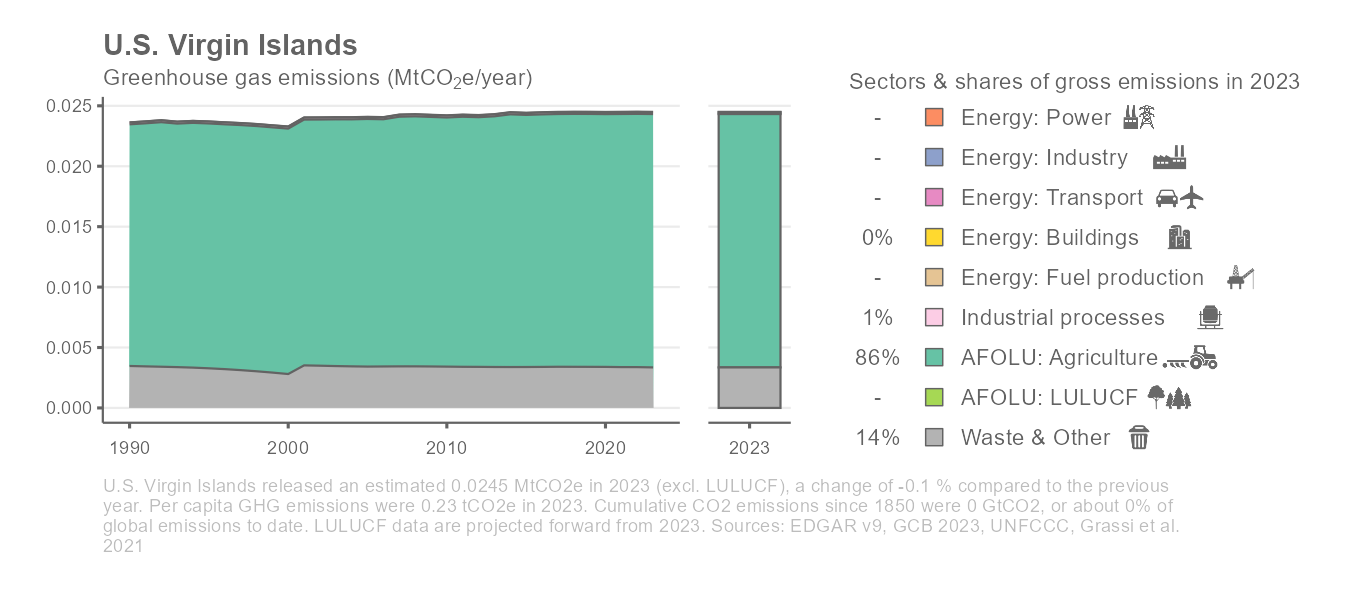 U.S. Virgin Islands
Greenhouse gas emissions (MtCO₂e/year)
Sectors & shares of gross emissions in 2023
0.025
0.020
0.015
0.010
0.005
0.000
1990
2000
2010
2020
2023
- Energy: Power
- Energy: Industry
- Energy: Transport
0% Energy: Buildings
- Energy: Fuel production
1% Industrial processes
86% AFOLU: Agriculture
- AFOLU: LULUCF
14% Waste & Other
U.S. Virgin Islands released an estimated 0.0245 MtCO2e in 2023 (excl. LULUCF), a change of -0.1 % compared to the previous
year. Per capita GHG emissions were 0.23 tCO2e in 2023. Cumulative CO2 emissions since 1850 were 0 GtCO2, or about 0% of
global emissions to date. LULUCF data are projected forward from 2023. Sources: EDGAR v9, GCB 2023, UNFCCC, Grassi et al.
2021